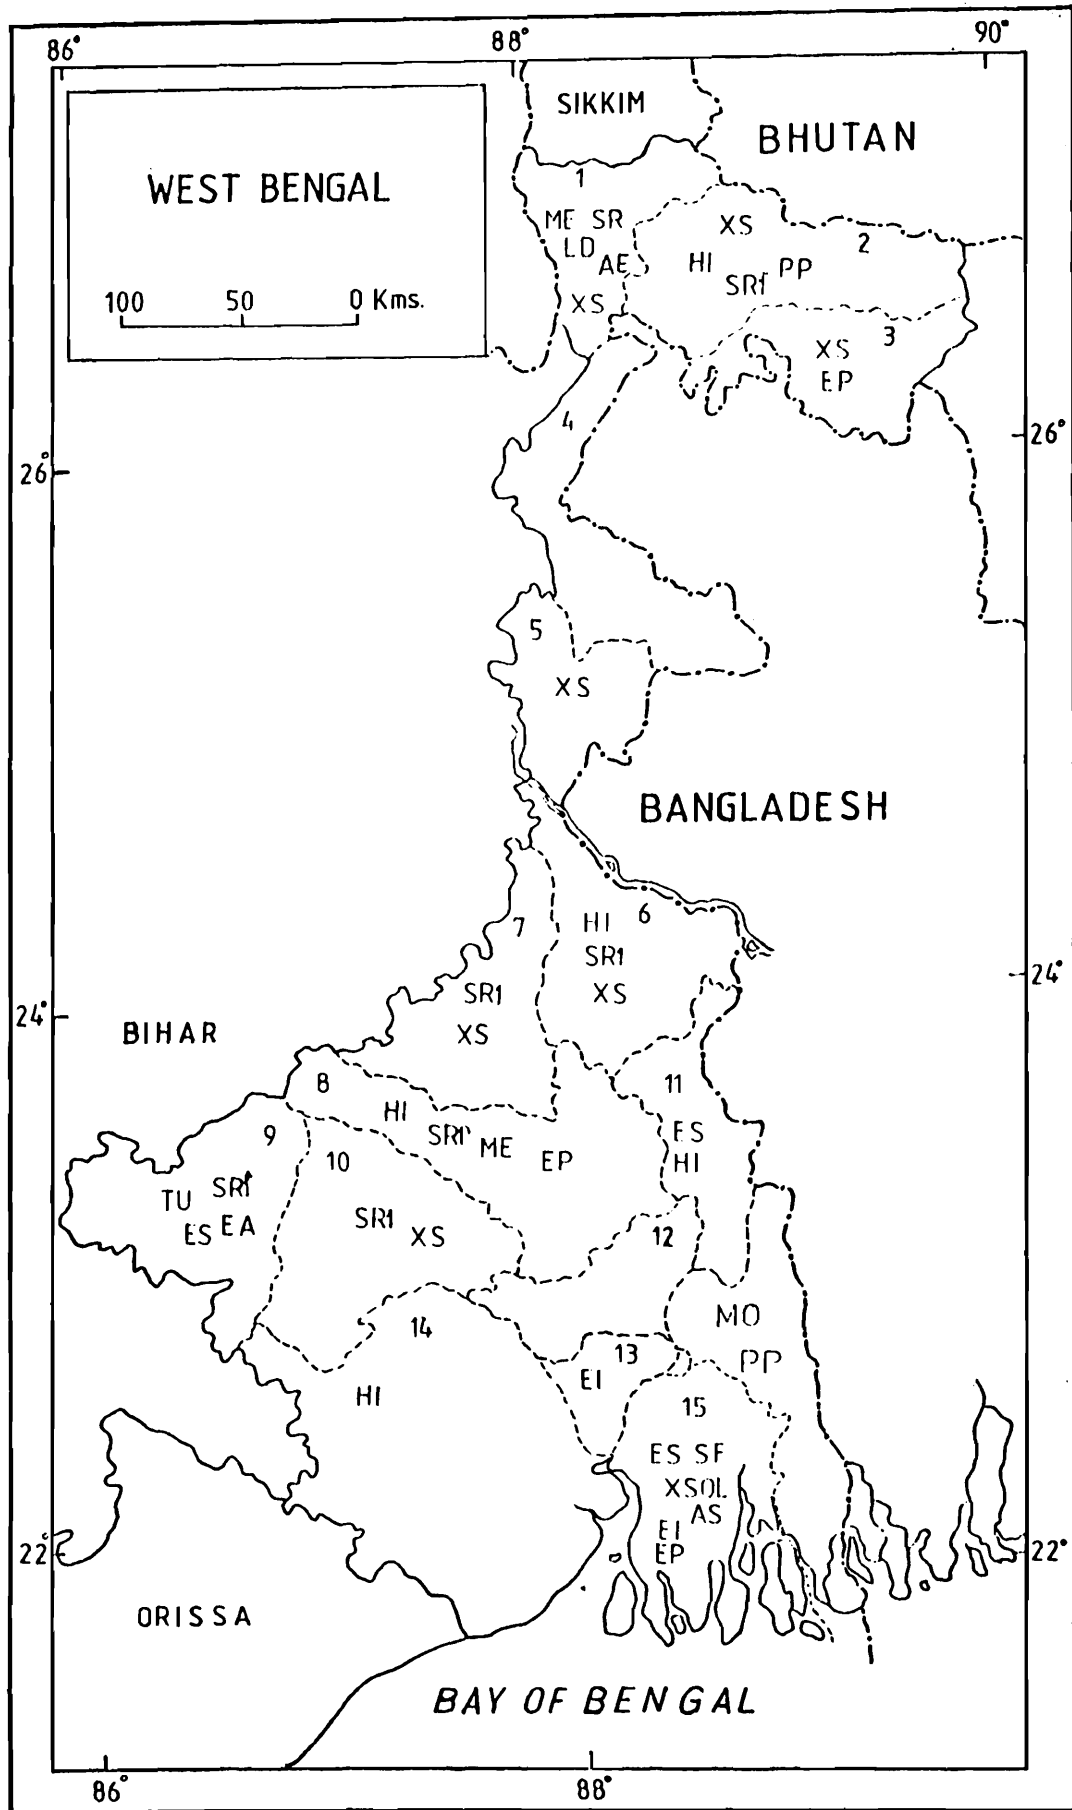 86° 88° 90°
SIKKIM
BHUTAN
WEST BENGAL
100 50 0 Kms.
1
ME SR
LD
AE
XS
XS 2
HI PP
SR1
3
XS
EP
4
26° 26°
5
XS
BANGLADESH
6
HI
SR1
XS
7
SR1
XS
24° 24°
BIHAR
8
HI
SR1 ME EP
9
TU SR1
ES EA
10
SR1 XS
11
ES
HI
12
MO
PP
13
EI
14
HI
15
ES SF
XS OL
AS
EI
EP
22° 22°
ORISSA
BAY OF BENGAL
86° 88°